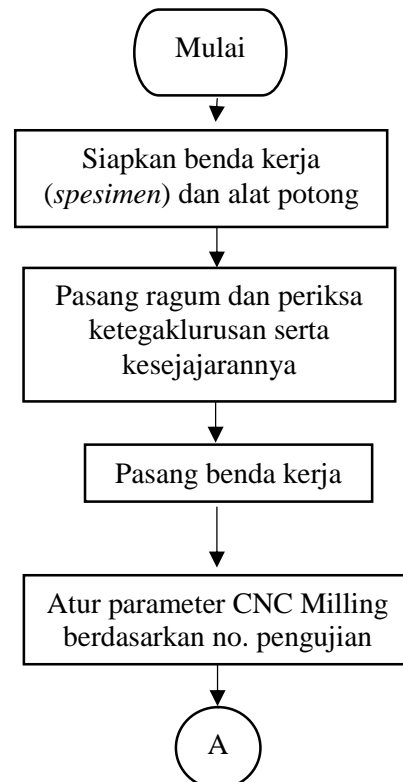 Mulai
Siapkan benda kerja
(spesimen) dan alat potong
Pasang ragum dan periksa
ketegaklurusan serta
kesejajarannya
Pasang benda kerja
Atur parameter CNC Milling
berdasarkan no. pengujian
A